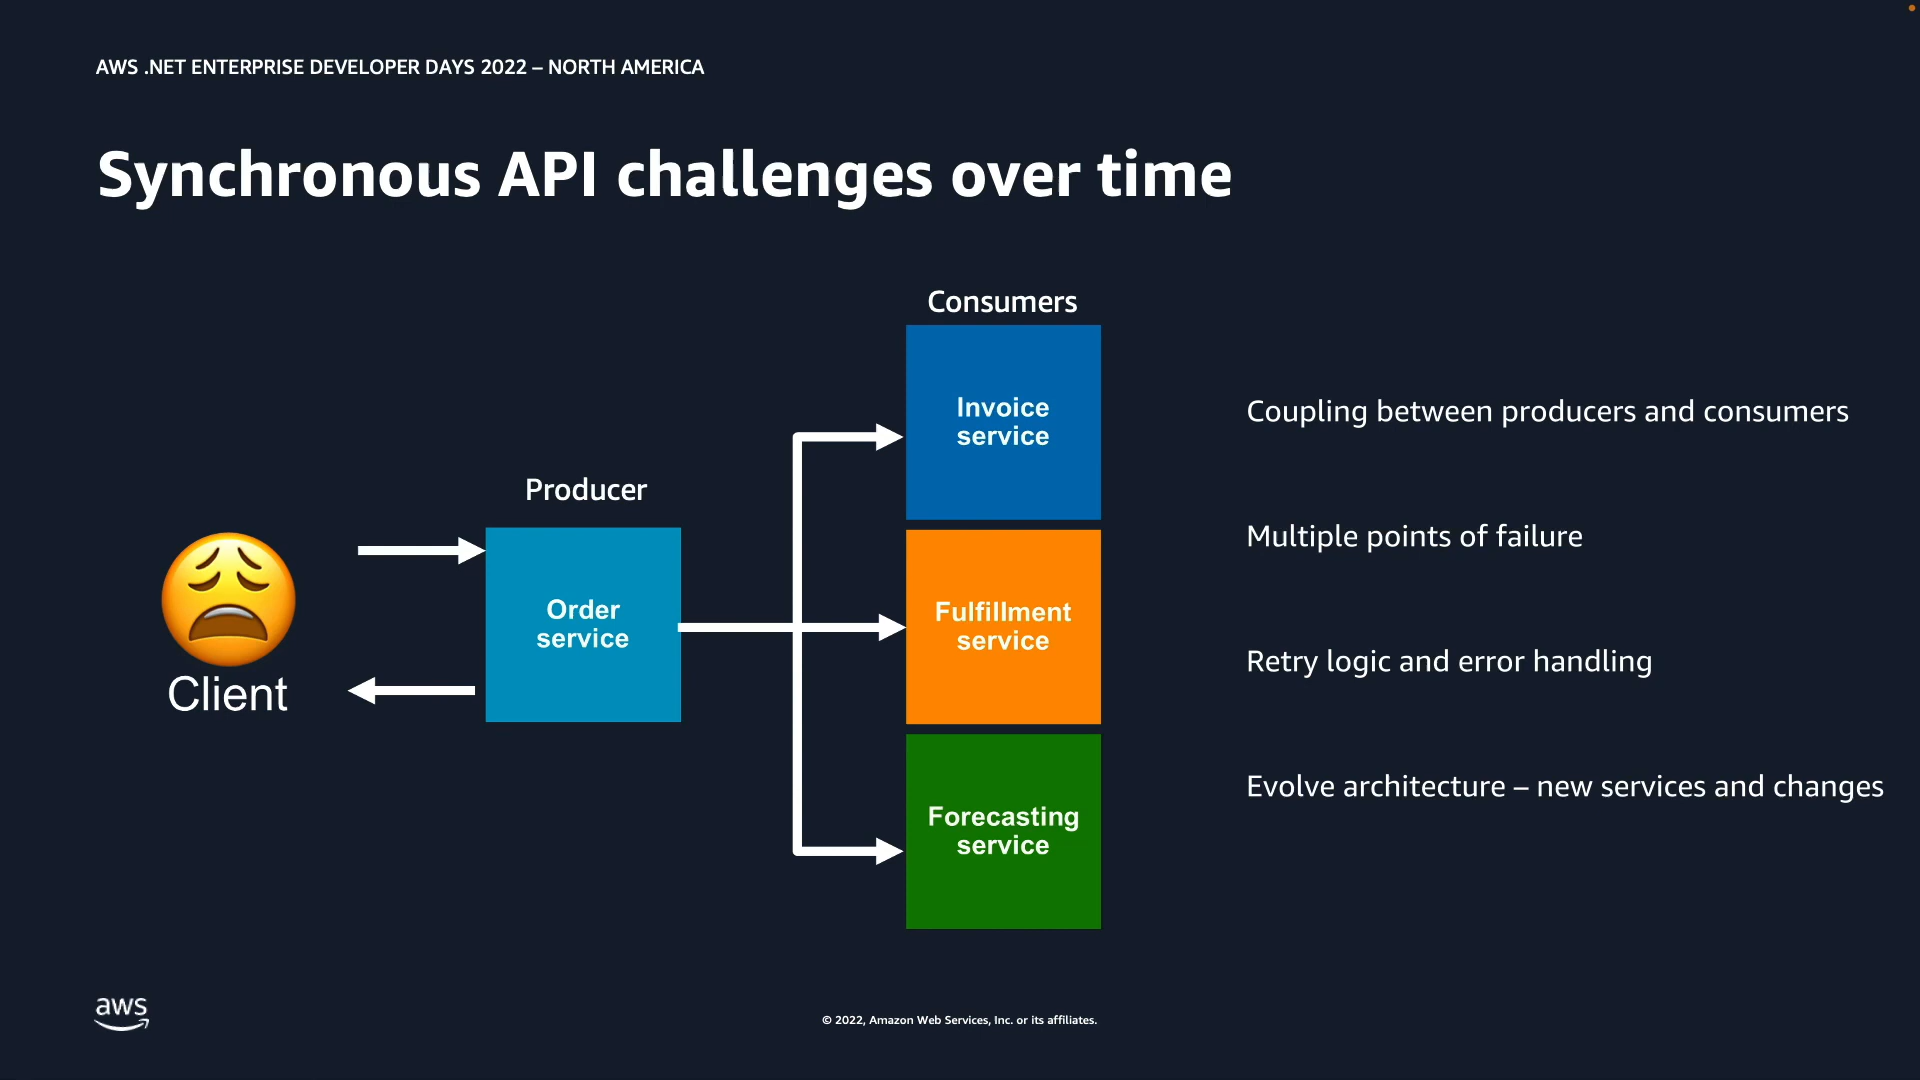 AWS .NET ENTERPRISE DEVELOPER DAYS 2022 – NORTH AMERICA
Synchronous API challenges over time
Client
Producer
Order
service
Consumers
Invoice
service
Fulfillment
service
Forecasting
service
Coupling between producers and consumers
Multiple points of failure
Retry logic and error handling
Evolve architecture – new services and changes
aws
© 2022, Amazon Web Services, Inc. or its affiliates.